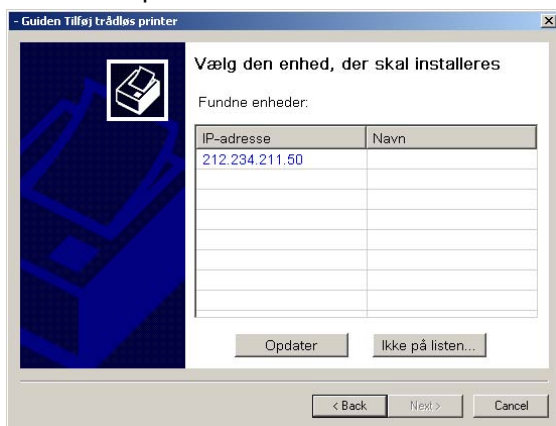 - Guiden Tilføj trådløs printer
Vælg den enhed, der skal installeres
Fundne enheder:
IP-adresse Navn
212.234.211.50
Opdater Ikke på listen...
< Back Next > Cancel